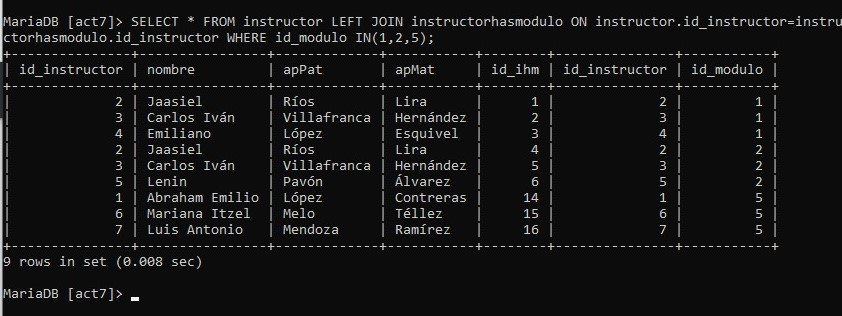 MariaDB [act7]> SELECT * FROM instructor LEFT JOIN instructorhasmodulo ON instructor.id_instructor=instru
ctorhasmodulo.id_instructor WHERE id_modulo IN(1,2,5);
+---------------+----------------+-------------+-----------+--------+---------------+-----------+
| id_instructor | nombre         | apPat       | apMat     | id_ihm | id_instructor | id_modulo |
+---------------+----------------+-------------+-----------+--------+---------------+-----------+
|             2 | Jaasiel        | Ríos        | Lira      |      1 |             2 |         1 |
|             3 | Carlos Iván    | Villafranca | Hernández |      2 |             3 |         1 |
|             4 | Emiliano       | López       | Esquivel  |      3 |             4 |         1 |
|             2 | Jaasiel        | Ríos        | Lira      |      4 |             2 |         2 |
|             3 | Carlos Iván    | Villafranca | Hernández |      5 |             3 |         2 |
|             5 | Lenin          | Pavón       | Álvarez   |      6 |             5 |         2 |
|             1 | Abraham Emilio | López       | Contreras |     14 |             1 |         5 |
|             6 | Mariana Itzel  | Melo        | Téllez    |     15 |             6 |         5 |
|             7 | Luis Antonio   | Mendoza     | Ramírez   |     16 |             7 |         5 |
+---------------+----------------+-------------+-----------+--------+---------------+-----------+
9 rows in set (0.008 sec)
MariaDB [act7]>